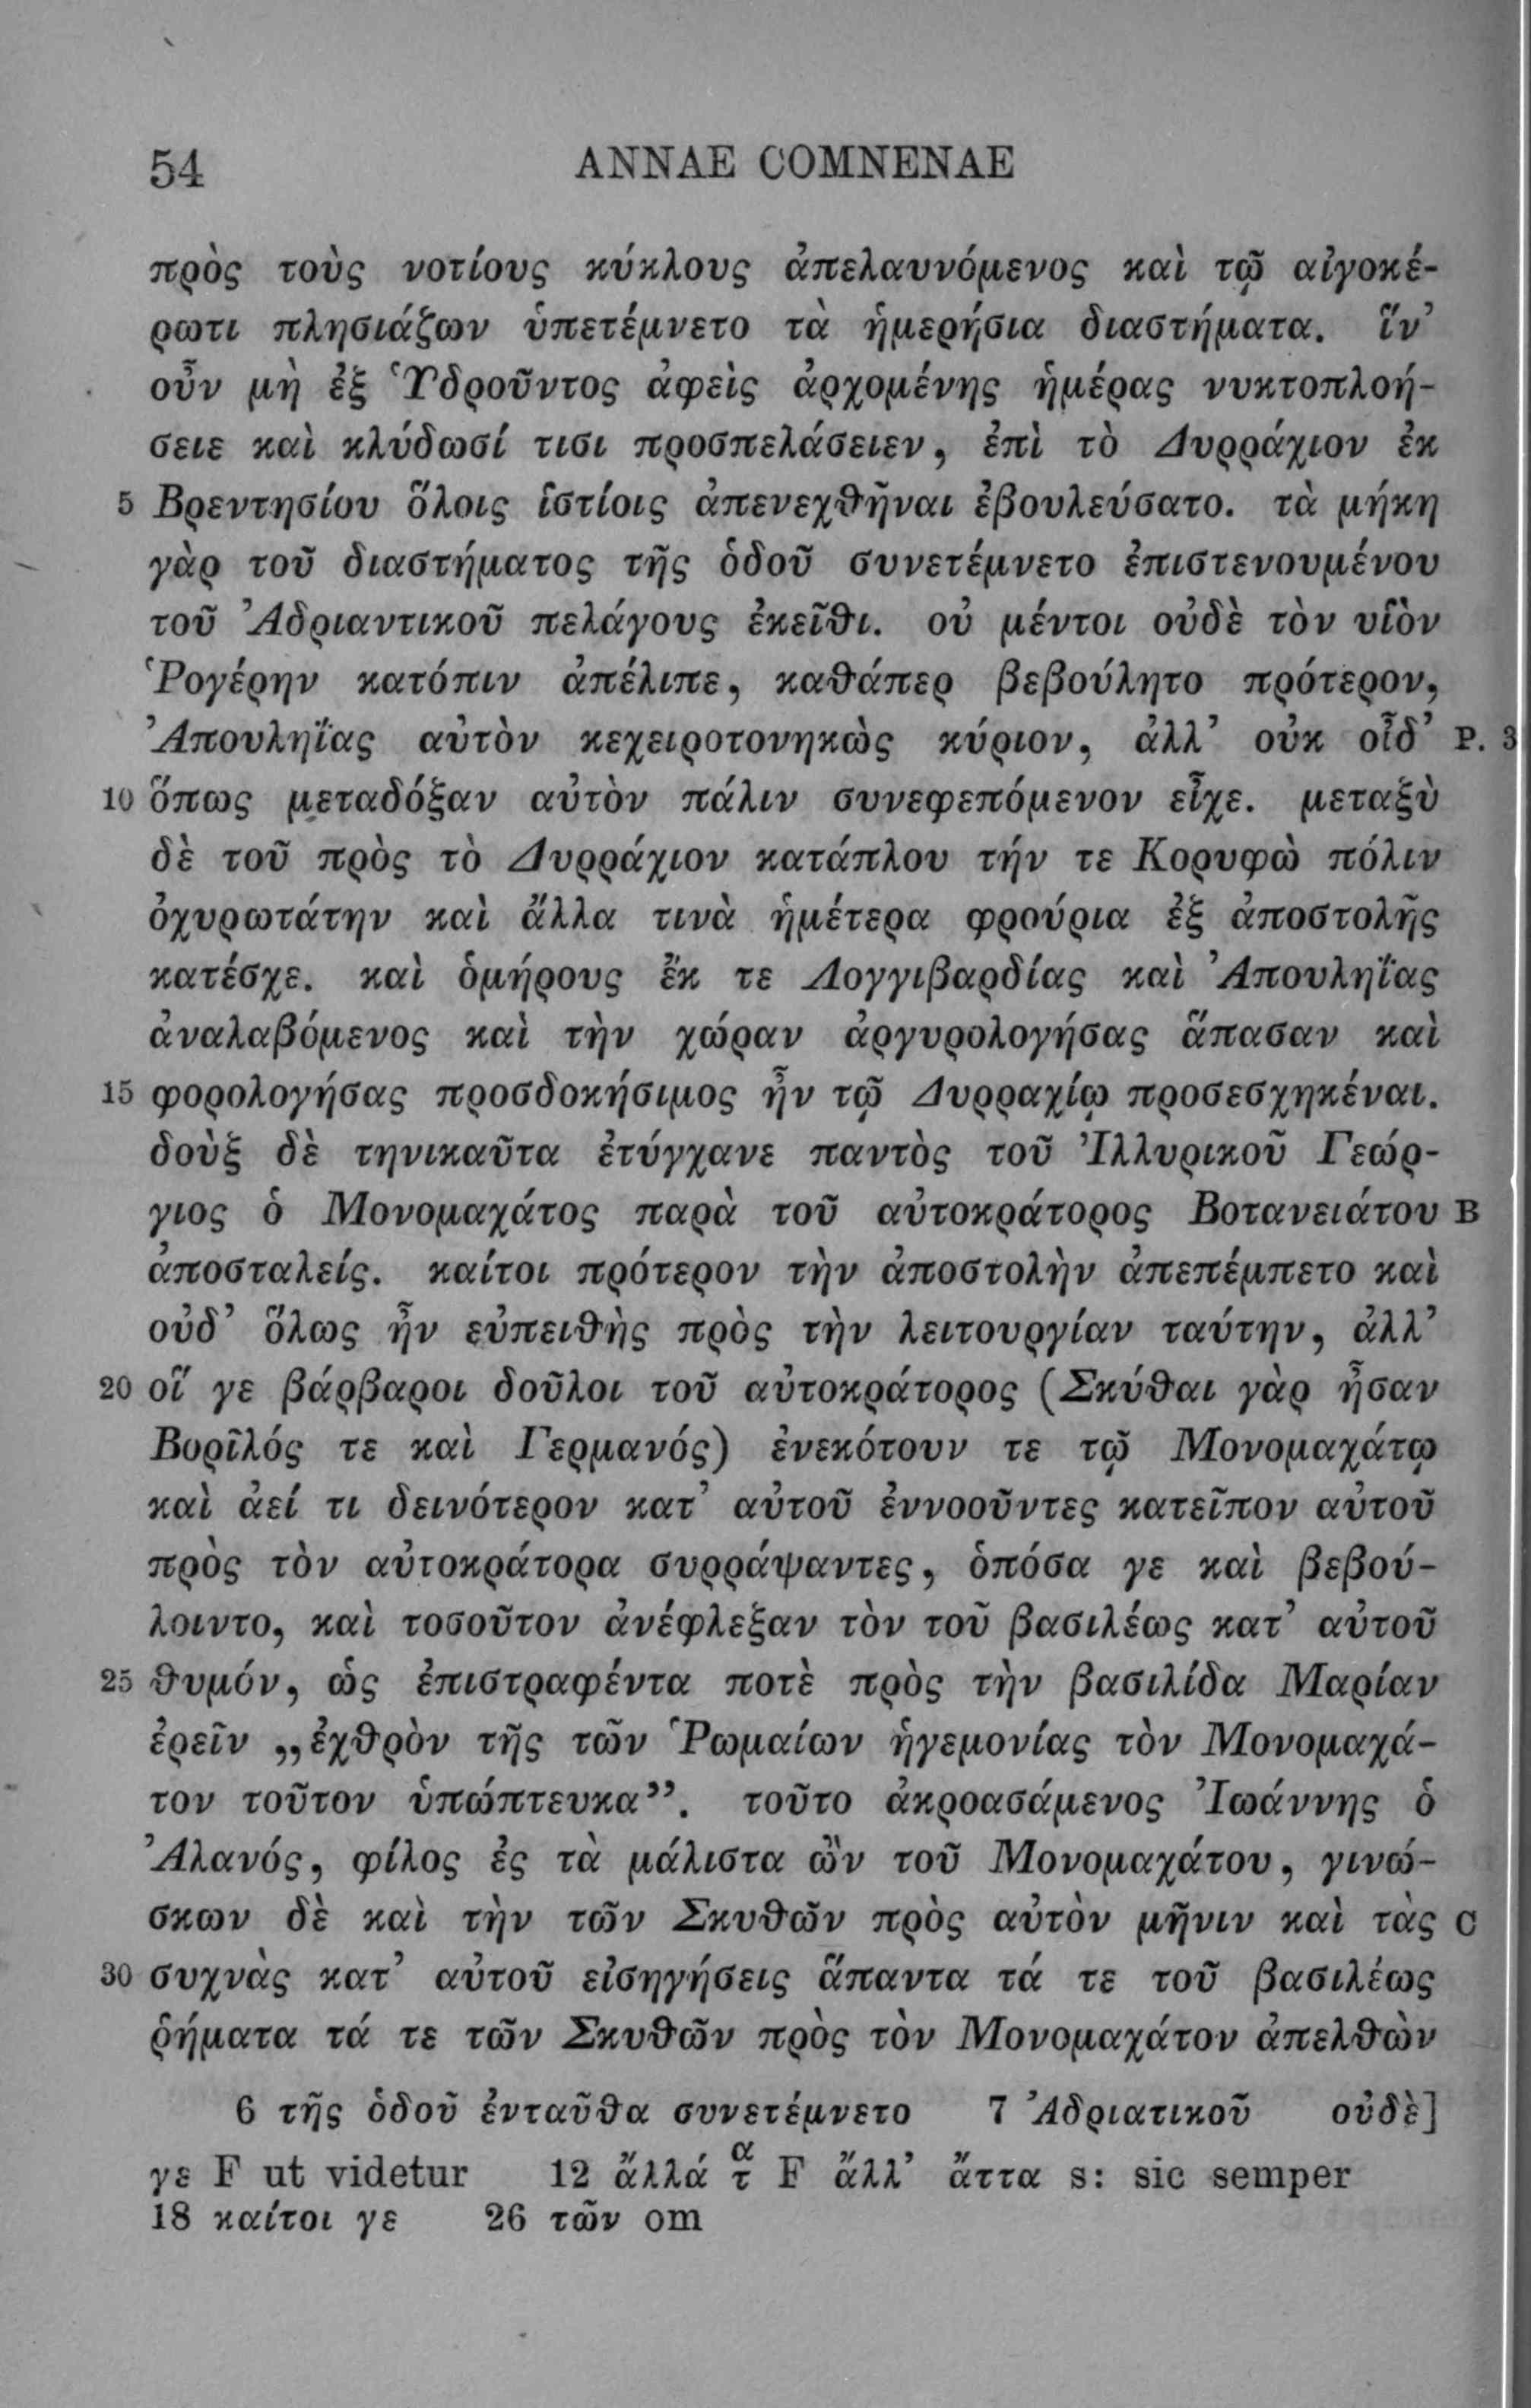 54 ANNAE COMNENAE
πρὸς τοὺς νοτίους κύκλους ἀπελαυνόμενος καὶ τῷ αἰγοκέ-
ρωτι πλησιάζων ὑπετέμνετο τὰ ἡμερήσια διαστήματα. ἵν᾽
οὖν μὴ ἐξ Ὑδροῦντος ἀφεὶς ἀρχομένης ἡμέρας νυκτοπλοή-
σειε καὶ κλύδωσί τισι προσπελάσειεν, ἐπὶ τὸ Δυρράχιον ἐκ
5 Βρεντησίου ὅλοις ἱστίοις ἀπενεχθῆναι ἐβουλεύσατο. τὰ μήκη
γὰρ τοῦ διαστήματος τῆς ὁδοῦ συνετέμνετο ἐπιστενουμένου
τοῦ Ἀδριαντικοῦ πελάγους ἐκεῖθι. οὐ μέντοι οὐδὲ τὸν υἱὸν
Ῥογέρην κατόπιν ἀπέλιπε, καθάπερ βεβούλητο πρότερον,
Ἀπουληΐας αὐτὸν κεχειροτονηκὼς κύριον, ἀλλ᾽ οὐκ οἶδ᾽ P. 3
10 ὅπως μεταδόξαν αὐτὸν πάλιν συνεφεπόμενον εἶχε. μεταξὺ
δὲ τοῦ πρὸς τὸ Δυρράχιον κατάπλου τήν τε Κορυφὼ πόλιν
ὀχυρωτάτην καὶ ἄλλα τινὰ ἡμέτερα φρούρια ἐξ ἀποστολῆς
κατέσχε. καὶ ὁμήρους ἔκ τε Λογγιβαρδίας καὶ Ἀπουληΐας
ἀναλαβόμενος καὶ τὴν χώραν ἀργυρολογήσας ἅπασαν καὶ
15 φορολογήσας προσδοκήσιμος ἦν τῷ Δυρραχίῳ προσεσχηκέναι.
δοὺξ δὲ τηνικαῦτα ἐτύγχανε παντὸς τοῦ Ἰλλυρικοῦ Γεώρ-
γιος ὁ Μονομαχάτος παρὰ τοῦ αὐτοκράτορος Βοτανειάτου B
ἀποσταλείς. καίτοι πρότερον τὴν ἀποστολὴν ἀπεπέμπετο καὶ
οὐδ᾽ ὅλως ἦν εὐπειθὴς πρὸς τὴν λειτουργίαν ταύτην, ἀλλ᾽
20 οἵ γε βάρβαροι δοῦλοι τοῦ αὐτοκράτορος (Σκύθαι γὰρ ἦσαν
Βορῖλός τε καὶ Γερμανός) ἐνεκότουν τε τῷ Μονομαχάτῳ
καὶ ἀεί τι δεινότερον κατ᾽ αὐτοῦ ἐννοοῦντες κατεῖπον αὐτοῦ
πρὸς τὸν αὐτοκράτορα συρράψαντες, ὁπόσα γε καὶ βεβού-
λοιντο, καὶ τοσοῦτον ἀνέφλεξαν τὸν τοῦ βασιλέως κατ᾽ αὐτοῦ
25 θυμόν, ὡς ἐπιστραφέντα ποτὲ πρὸς τὴν βασιλίδα Μαρίαν
ἐρεῖν „ἐχθρὸν τῆς τῶν Ῥωμαίων ἡγεμονίας τὸν Μονομαχά-
τον τοῦτον ὑπώπτευκα”. τοῦτο ἀκροασάμενος Ἰωάννης ὁ
Ἀλανός, φίλος ἐς τὰ μάλιστα ὢν τοῦ Μονομαχάτου, γινώ-
σκων δὲ καὶ τὴν τῶν Σκυθῶν πρὸς αὐτὸν μῆνιν καὶ τὰς C
30 συχνὰς κατ᾽ αὐτοῦ εἰσηγήσεις ἅπαντα τά τε τοῦ βασιλέως
ῥήματα τά τε τῶν Σκυθῶν πρὸς τὸν Μονομαχάτον ἀπελθὼν
6 τῆς ὁδοῦ ἐνταῦθα συνετέμνετο 7 Ἀδριατικοῦ οὐδὲ]
γε F ut videtur 12 ἄλλά τ̓ᾶ F ἄλλ᾽ ἄττα s: sic semper
18 καίτοι γε 26 τῶν om